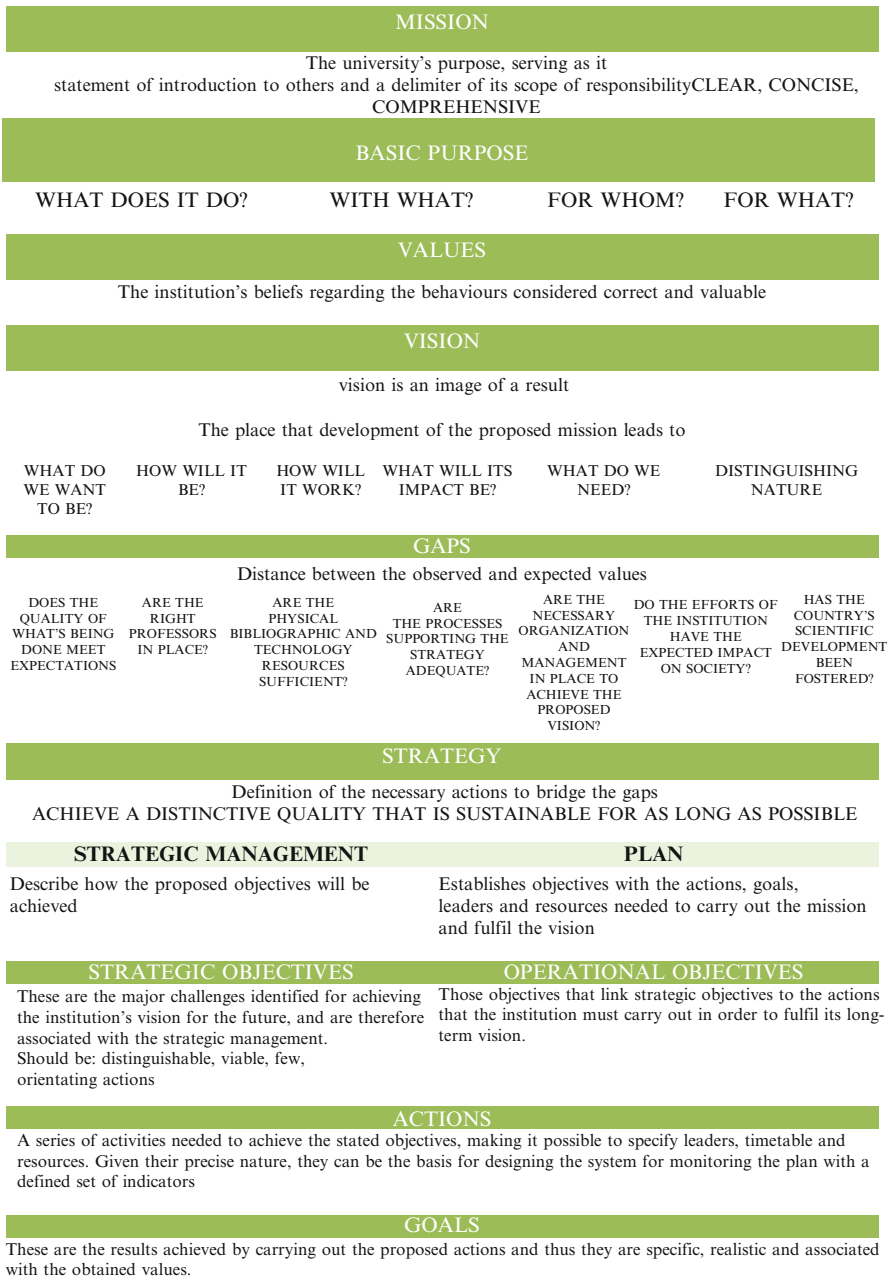 MISSION
The university's purpose, serving as it
statement of introduction to others and a delimiter of its scope of responsibilityCLEAR, CONCISE,
COMPREHENSIVE
BASIC PURPOSE
WHAT DOES IT DO? WITH WHAT? FOR WHOM? FOR WHAT?
VALUES
The institution's beliefs regarding the behaviours considered correct and valuable
VISION
vision is an image of a result
The place that development of the proposed mission leads to
WHAT DO
WE WANT
TO BE?
HOW WILL IT
BE?
HOW WILL
IT WORK?
WHAT WILL ITS
IMPACT BE?
WHAT DO WE
NEED?
DISTINGUISHING
NATURE
GAPS
Distance between the observed and expected values
DOES THE
QUALITY OF
WHAT'S BEING
DONE MEET
EXPECTATIONS
ARE THE
RIGHT
PROFESSORS
IN PLACE?
ARE THE
PHYSICAL
BIBLIOGRAPHIC AND
TECHNOLOGY
RESOURCES
SUFFICIENT?
ARE
THE PROCESSES
SUPPORTING THE
STRATEGY
ADEQUATE?
ARE THE
NECESSARY
ORGANIZATION
AND
MANAGEMENT
IN PLACE TO
ACHIEVE THE
PROPOSED
VISION?
DO THE EFFORTS OF
THE INSTITUTION
HAVE THE
EXPECTED IMPACT
ON SOCIETY?
HAS THE
COUNTRY'S
SCIENTIFIC
DEVELOPMENT
BEEN
FOSTERED?
STRATEGY
Definition of the necessary actions to bridge the gaps
ACHIEVE A DISTINCTIVE QUALITY THAT IS SUSTAINABLE FOR AS LONG AS POSSIBLE
STRATEGIC MANAGEMENT
Describe how the proposed objectives will be
achieved
PLAN
Establishes objectives with the actions, goals,
leaders and resources needed to carry out the mission
and fulfil the vision
STRATEGIC OBJECTIVES
These are the major challenges identified for achieving
the institution's vision for the future, and are therefore
associated with the strategic management.
Should be: distinguishable, viable, few,
orientating actions
OPERATIONAL OBJECTIVES
Those objectives that link strategic objectives to the actions
that the institution must carry out in order to fulfil its long-
term vision.
ACTIONS
A series of activities needed to achieve the stated objectives, making it possible to specify leaders, timetable and
resources. Given their precise nature, they can be the basis for designing the system for monitoring the plan with a
defined set of indicators
GOALS
These are the results achieved by carrying out the proposed actions and thus they are specific, realistic and associated
with the obtained values.